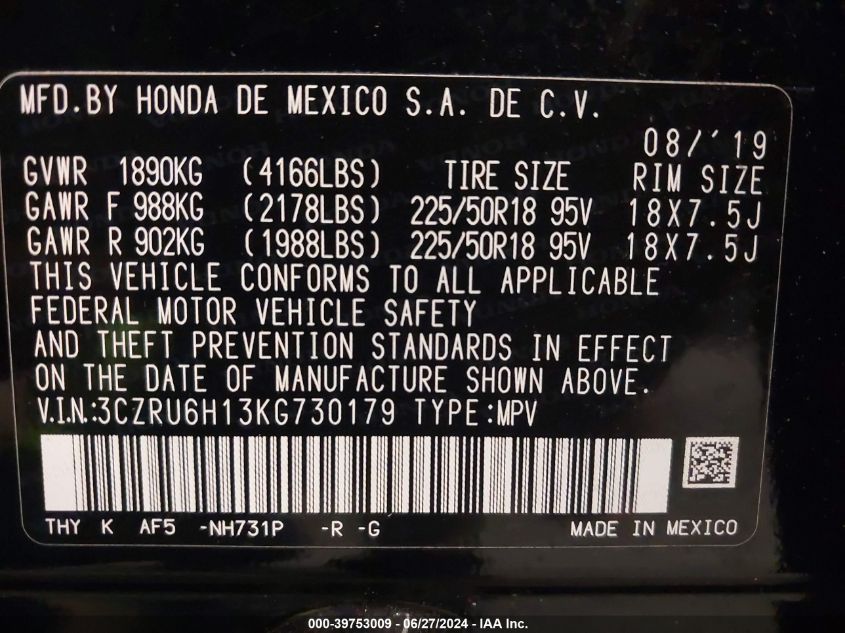 MFD.BY HONDA DE MEXICO S.A. DE C.V.
08/'19
GVWR 1890KG (4166LBS) TIRE SIZE RIM SIZE
GAWR F 988KG (2178LBS) 225/50R18 95V 18X7.5J
GAWR R 902KG (1988LBS) 225/50R18 95V 18X7.5J
THIS VEHICLE CONFORMS TO ALL APPLICABLE
FEDERAL MOTOR VEHICLE SAFETY
AND THEFT PREVENTION STANDARDS IN EFFECT
ON THE DATE OF MANUFACTURE SHOWN ABOVE.
V.I.N.:3CZRU6H13KG730179 TYPE:MPV
THY K AF5 -NH731P -R -G MADE IN MEXICO
000-39753009 - 06/27/2024 - IAA Inc.